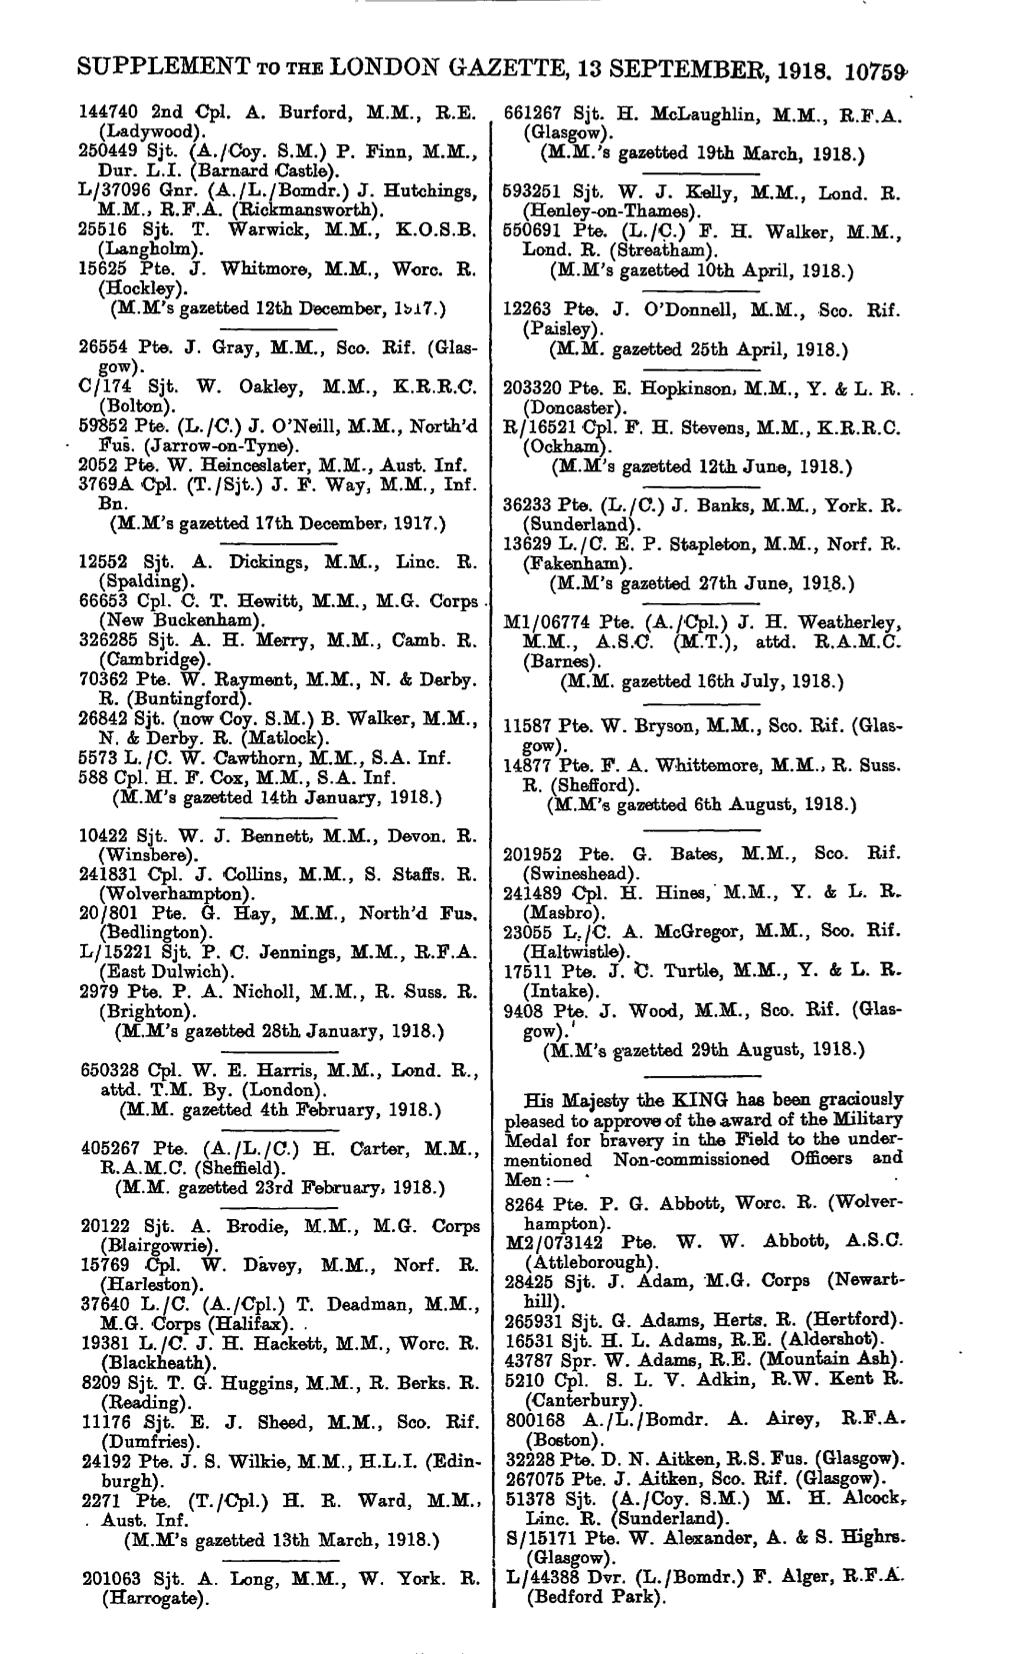 SUPPLEMENT TO THE LONDON GAZETTE, 13 SEPTEMBER, 1918. 10759
144740 2nd Cpl. A. Burford, M.M., R.E.
(Ladywood).
250449 Sjt. (A./Coy. S.M.) P. Finn, M.M.,
Dur. L.I. (Barnard Castle).
L/37096 Gnr. (A./L./Bomdr.) J. Hutchings,
M.M., R.F.A. (Rickmansworth).
25516 Sjt. T. Warwick, M.M., K.O.S.B.
(Langholm).
15625 Pte. J. Whitmore, M.M., Worc. R.
(Hockley).
(M.M's gazetted 12th December, 1917.)
26554 Pte. J. Gray, M.M., Sco. Rif. (Glas-
gow).
C/174 Sjt. W. Oakley, M.M., K.R.R.C.
(Bolton).
59852 Pte. (L./C.) J. O'Neill, M.M., North'd
Fus. (Jarrow-on-Tyne).
2052 Pte. W. Heinceslater, M.M., Aust. Inf.
3769A Cpl. (T./Sjt.) J. F. Way, M.M., Inf.
Bn.
(M.M's gazetted 17th December, 1917.)
12552 Sjt. A. Dickings, M.M., Linc. R.
(Spalding).
66653 Cpl. C. T. Hewitt, M.M., M.G. Corps
(New Buckenham).
326285 Sjt. A. H. Merry, M.M., Camb. R.
(Cambridge).
70362 Pte. W. Rayment, M.M., N. & Derby.
R. (Buntingford).
26842 Sjt. (now Coy. S.M.) B. Walker, M.M.,
N. & Derby. R. (Matlock).
5573 L./C. W. Cawthorn, M.M., S.A. Inf.
588 Cpl. H. F. Cox, M.M., S.A. Inf.
(M.M's gazetted 14th January, 1918.)
10422 Sjt. W. J. Bennett, M.M., Devon. R.
(Winsbere).
241831 Cpl. J. Collins, M.M., S. Staffs. R.
(Wolverhampton).
20/801 Pte. G. Hay, M.M., North'd Fus.
(Bedlington).
L/15221 Sjt. P. C. Jennings, M.M., R.F.A.
(East Dulwich).
2979 Pte. P. A. Nicholl, M.M., R. Suss. R.
(Brighton).
(M.M's gazetted 28th January, 1918.)
650328 Cpl. W. E. Harris, M.M., Lond. R.,
attd. T.M. By. (London).
(M.M. gazetted 4th February, 1918.)
405267 Pte. (A./L./C.) H. Carter, M.M.,
R.A.M.C. (Sheffield).
(M.M. gazetted 23rd February, 1918.)
20122 Sjt. A. Brodie, M.M., M.G. Corps
(Blairgowrie).
15769 Cpl. W. Davey, M.M., Norf. R.
(Harleston).
37640 L./C. (A./Cpl.) T. Deadman, M.M.,
M.G. Corps (Halifax).
19381 L./C. J. H. Hackett, M.M., Worc. R.
(Blackheath).
8209 Sjt. T. G. Huggins, M.M., R. Berks. R.
(Reading).
11176 Sjt. E. J. Sheed, M.M., Sco. Rif.
(Dumfries).
24192 Pte. J. S. Wilkie, M.M., H.L.I. (Edin-
burgh).
2271 Pte. (T./Cpl.) H. R. Ward, M.M.,
Aust. Inf.
(M.M's gazetted 13th March, 1918.)
201063 Sjt. A. Long, M.M., W. York. R.
(Harrogate).
661267 Sjt. H. McLaughlin, M.M., R.F.A.
(Glasgow).
(M.M.'s gazetted 19th March, 1918.)
593251 Sjt. W. J. Kelly, M.M., Lond. R.
(Henley-on-Thames).
550691 Pte. (L./C.) F. H. Walker, M.M.,
Lond. R. (Streatham).
(M.M's gazetted 10th April, 1918.)
12263 Pte. J. O'Donnell, M.M., Sco. Rif.
(Paisley).
(M.M. gazetted 25th April, 1918.)
203320 Pte. E. Hopkinson, M.M., Y. & L. R.
(Doncaster).
R/16521 Cpl. F. H. Stevens, M.M., K.R.R.C.
(Ockham).
(M.M's gazetted 12th June, 1918.)
36233 Pte. (L./C.) J. Banks, M.M., York. R.
(Sunderland).
13629 L./C. E. P. Stapleton, M.M., Norf. R.
(Fakenham).
(M.M's gazetted 27th June, 1918.)
M1/06774 Pte. (A./Cpl.) J. H. Weatherley,
M.M., A.S.C. (M.T.), attd. R.A.M.C.
(Barnes).
(M.M. gazetted 16th July, 1918.)
11587 Pte. W. Bryson, M.M., Sco. Rif. (Glas-
gow).
14877 Pte. F. A. Whittemore, M.M., R. Suss.
R. (Shefford).
(M.M's gazetted 6th August, 1918.)
201952 Pte. G. Bates, M.M., Sco. Rif.
(Swineshead).
241489 Cpl. H. Hines, M.M., Y. & L. R.
(Masbro).
23055 L./C. A. McGregor, M.M., Sco. Rif.
(Haltwistle).
17511 Pte. J. C. Turtle, M.M., Y. & L. R.
(Intake).
9408 Pte. J. Wood, M.M., Sco. Rif. (Glas-
gow).
(M.M's gazetted 29th August, 1918.)
His Majesty the KING has been graciously
pleased to approve of the award of the Military
Medal for bravery in the Field to the under-
mentioned Non-commissioned Officers and
Men:—
8264 Pte. P. G. Abbott, Worc. R. (Wolver-
hampton).
M2/073142 Pte. W. W. Abbott, A.S.C.
(Attleborough).
28425 Sjt. J. Adam, M.G. Corps (Newart-
hill).
265931 Sjt. G. Adams, Herts. R. (Hertford).
16531 Sjt. H. L. Adams, R.E. (Aldershot).
43787 Spr. W. Adams, R.E. (Mountain Ash).
5210 Cpl. S. L. V. Adkin, R.W. Kent R.
(Canterbury).
800168 A./L./Bomdr. A. Airey, R.F.A.
(Boston).
32228 Pte. D. N. Aitken, R.S. Fus. (Glasgow).
267075 Pte. J. Aitken, Sco. Rif. (Glasgow).
51378 Sjt. (A./Coy. S.M.) M. H. Alcock,
Linc. R. (Sunderland).
S/15171 Pte. W. Alexander, A. & S. Highrs.
(Glasgow).
L/44388 Dvr. (L./Bomdr.) F. Alger, R.F.A.
(Bedford Park).